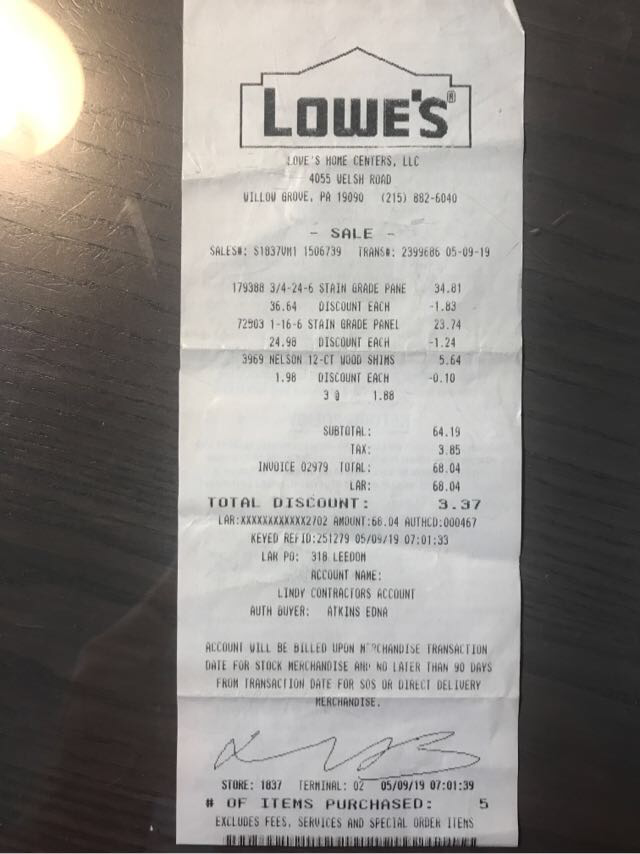 LOWE'S®
LOWE'S HOME CENTERS, LLC
4055 WELSH ROAD
WILLOW GROVE, PA 19090 (215) 882-6040
- SALE -
SALES#: S1837VM1 1506739 TRANS#: 2399686 05-09-19
179388 3/4-24-6 STAIN GRADE PANE 34.81
36.64 DISCOUNT EACH -1.83
72903 1-16-6 STAIN GRADE PANEL 23.74
24.98 DISCOUNT EACH -1.24
3969 NELSON 12-CT WOOD SHIMS 5.64
1.98 DISCOUNT EACH -0.10
3 @ 1.88
SUBTOTAL: 64.19
TAX: 3.85
INVOICE 02979 TOTAL: 68.04
LAR: 68.04
TOTAL DISCOUNT: 3.37
LAR:XXXXXXXXXXXX2702 AMOUNT:68.04 AUTHCD:000467
KEYED REFID:251279 05/09/19 07:01:33
LAR PO: 318 LEEDOM
ACCOUNT NAME:
LINDY CONTRACTORS ACCOUNT
AUTH BUYER: ATKINS EDNA
ACCOUNT WILL BE BILLED UPON MERCHANDISE TRANSACTION
DATE FOR STOCK MERCHANDISE AND NO LATER THAN 90 DAYS
FROM TRANSACTION DATE FOR SOS OR DIRECT DELIVERY
MERCHANDISE.
STORE: 1837 TERMINAL: 02 05/09/19 07:01:39
# OF ITEMS PURCHASED: 5
EXCLUDES FEES, SERVICES AND SPECIAL ORDER ITEMS